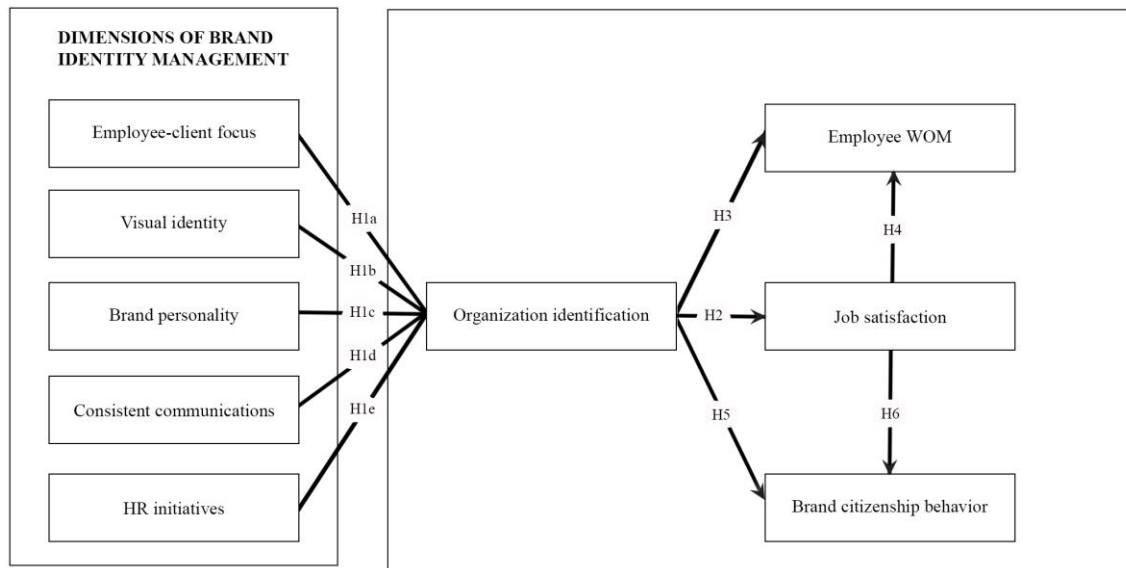 DIMENSIONS OF BRAND
IDENTITY MANAGEMENT
Employee-client focus
Visual identity
Brand personality
Consistent communications
HR initiatives
H1a
H1b
H1c
H1d
H1e
Organization identification
H3
H2
H5
Employee WOM
H4
Job satisfaction
H6
Brand citizenship behavior